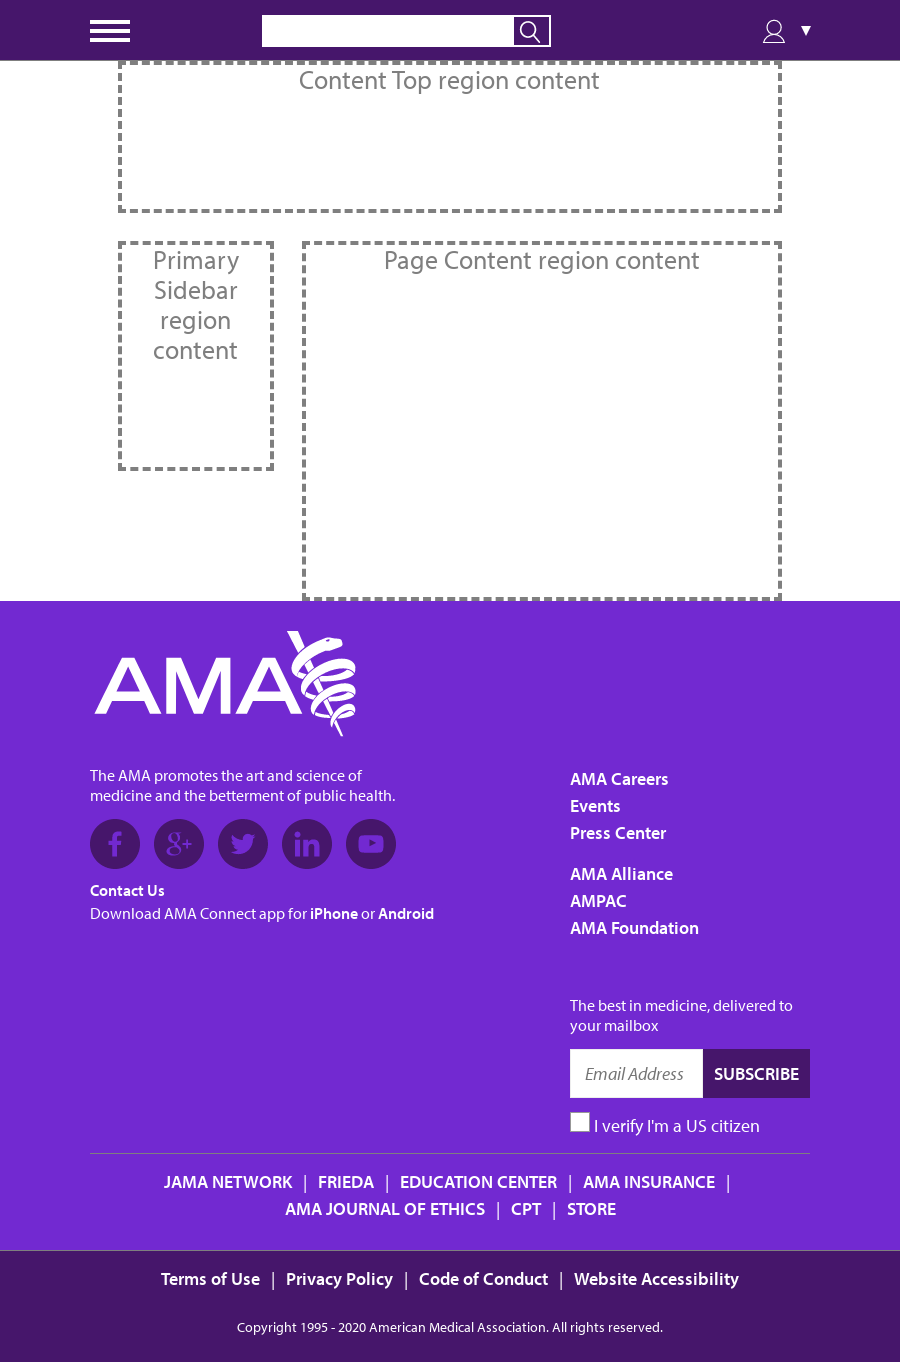 Content Top region content
Primary
Sidebar
region
content
Page Content region content
AMA
The AMA promotes the art and science of
medicine and the betterment of public health.
Contact Us
Download AMA Connect app for iPhone or Android
AMA Careers
Events
Press Center
AMA Alliance
AMPAC
AMA Foundation
The best in medicine, delivered to
your mailbox
Email Address SUBSCRIBE
I verify I'm a US citizen
JAMA NETWORK | FRIEDA | EDUCATION CENTER | AMA INSURANCE |
AMA JOURNAL OF ETHICS | CPT | STORE
Terms of Use | Privacy Policy | Code of Conduct | Website Accessibility
Copyright 1995 - 2020 American Medical Association. All rights reserved.